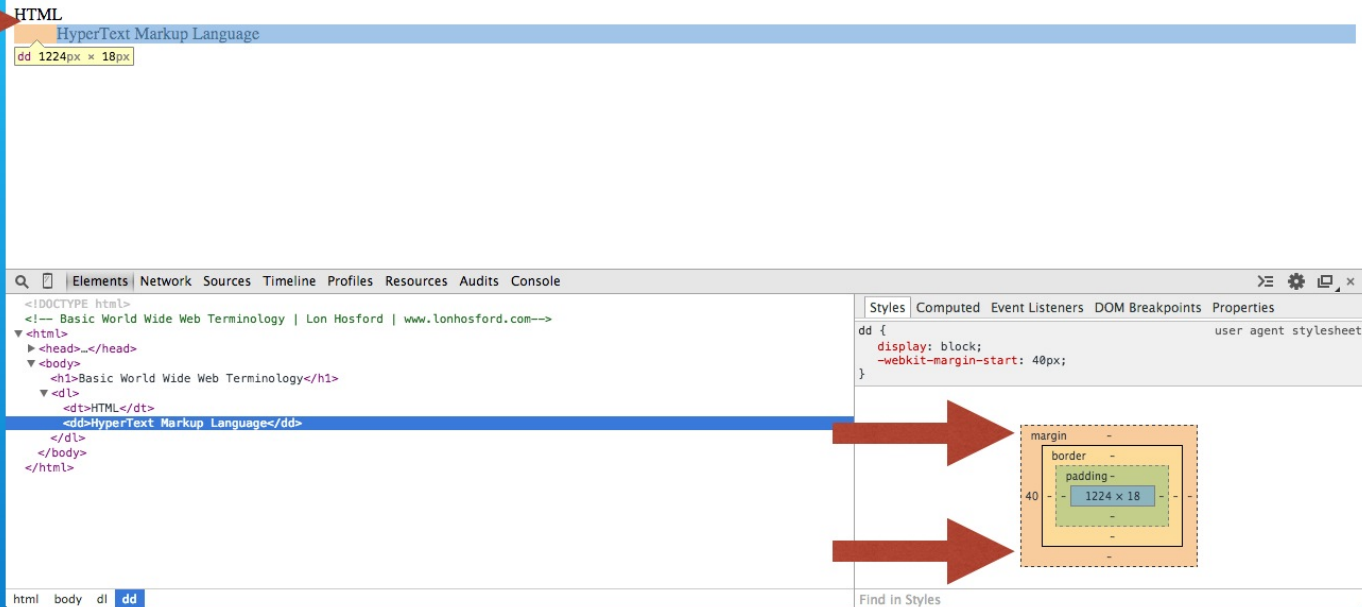 HTML
HyperText Markup Language
dd 1224px × 18px
Elements Network Sources Timeline Profiles Resources Audits Console
<!DOCTYPE html>
<!-- Basic World Wide Web Terminology | Lon Hosford | www.lonhosford.com-->
▼<html>
▶<head>…</head>
▼<body>
<h1>Basic World Wide Web Terminology</h1>
▼<dl>
<dt>HTML</dt>
<dd>HyperText Markup Language</dd>
</dl>
</body>
</html>
html body dl dd
Styles Computed Event Listeners DOM Breakpoints Properties
dd { user agent stylesheet
display: block;
-webkit-margin-start: 40px;
}
margin -
border -
padding -
40 - - 1224 × 18 - - -
-
-
-
Find in Styles